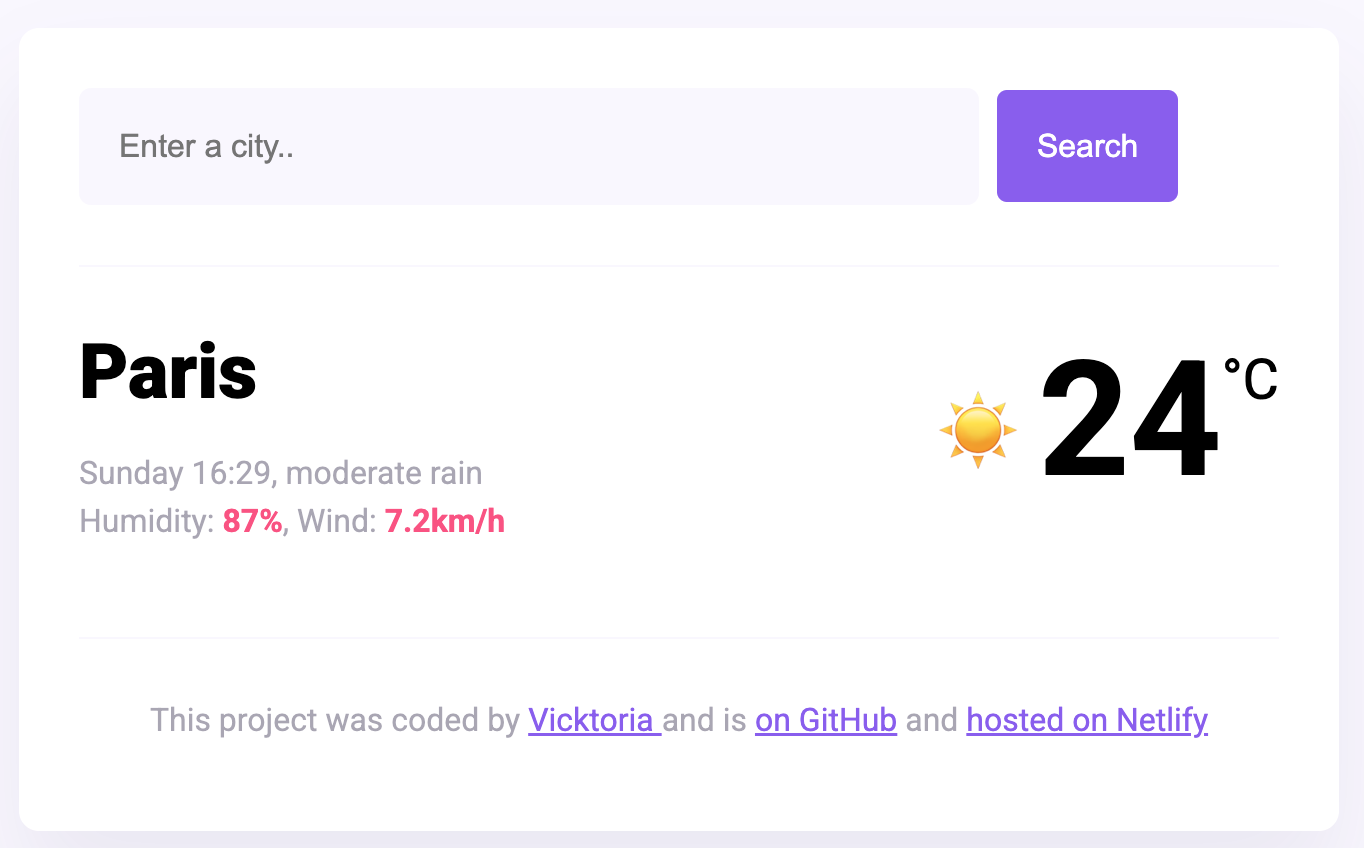 Enter a city..
Search
Paris
24
°C
Sunday 16:29, moderate rain
Humidity: 87%, Wind: 7.2km/h
This project was coded by Vicktoria and is on GitHub and hosted on Netlify